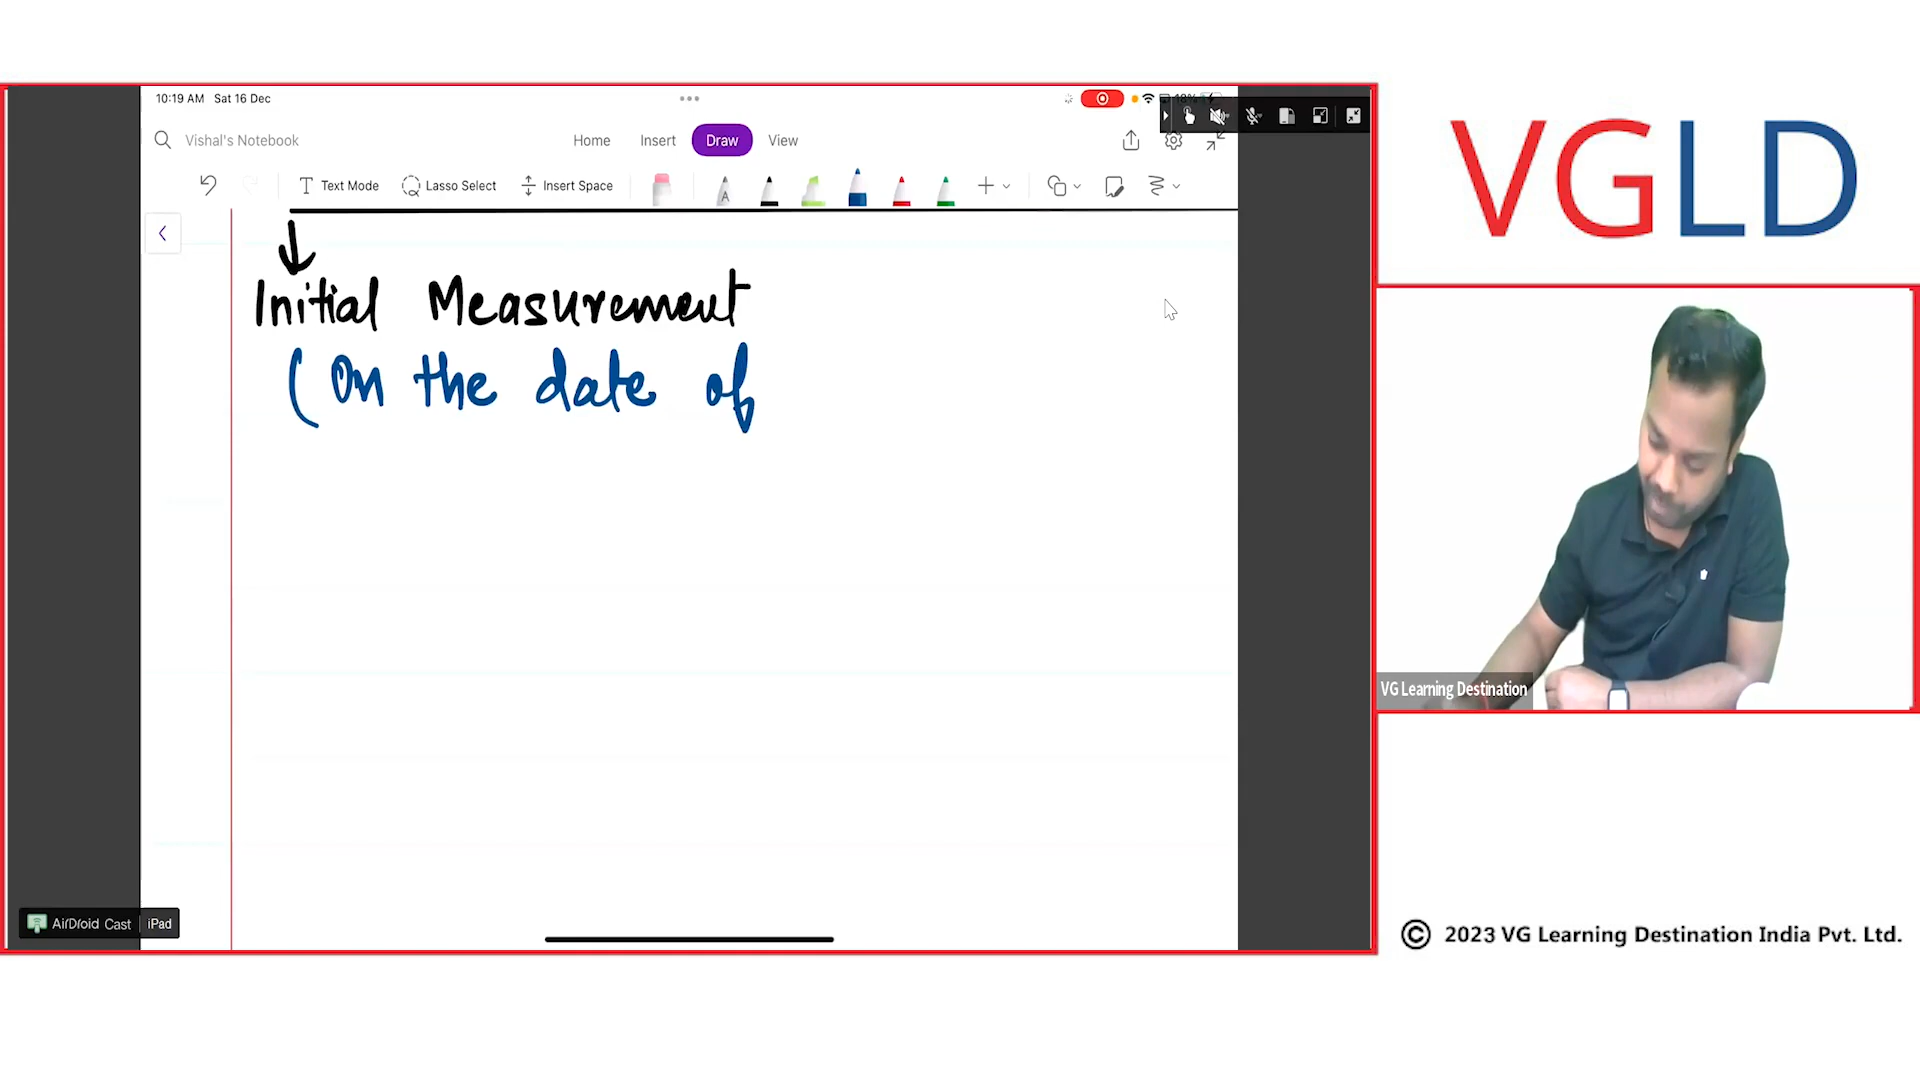 10:19 AM Sat 16 Dec
18%
Vishal's Notebook
Home Insert Draw View
Text Mode Lasso Select Insert Space
A
Initial Measurement
(On the date of
AirDroid Cast iPad
VGLD
VG Learning Destination
© 2023 VG Learning Destination India Pvt. Ltd.